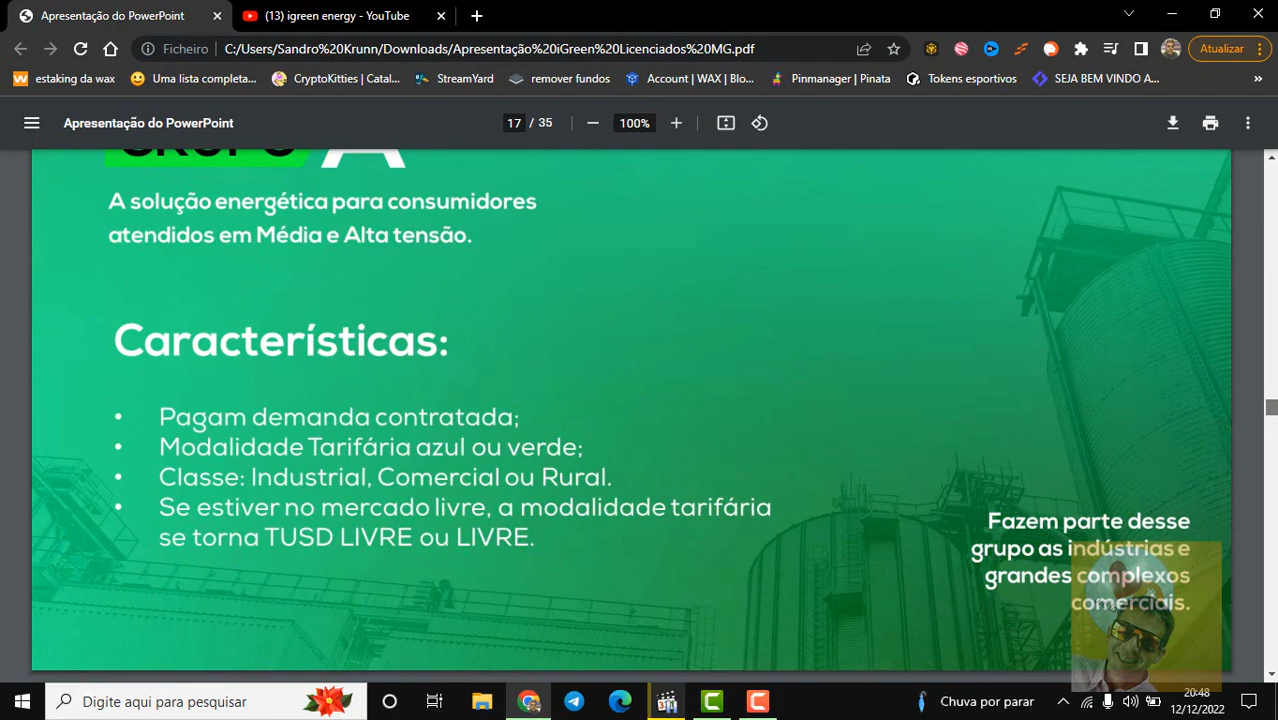 Apresentação do PowerPoint
(13) igreen energy - YouTube
Ficheiro
C:/Users/Sandro%20Krunn/Downloads/Apresentação%20iGreen%20Licenciados%20MG.pdf
Atualizar
estaking da wax
Uma lista completa...
CryptoKitties | Catal...
StreamYard
remover fundos
Account | WAX | Blo...
Pinmanager | Pinata
Tokens esportivos
SEJA BEM VINDO A...
»
Apresentação do PowerPoint
17 / 35
100%
GRUPO A
A solução energética para consumidores
atendidos em Média e Alta tensão.
Características:
• Pagam demanda contratada;
• Modalidade Tarifária azul ou verde;
• Classe: Industrial, Comercial ou Rural.
• Se estiver no mercado livre, a modalidade tarifária
se torna TUSD LIVRE ou LIVRE.
Fazem parte desse
grupo as indústrias e
grandes complexos
comerciais.
Digite aqui para pesquisar
Chuva por parar
20:48
12/12/2022